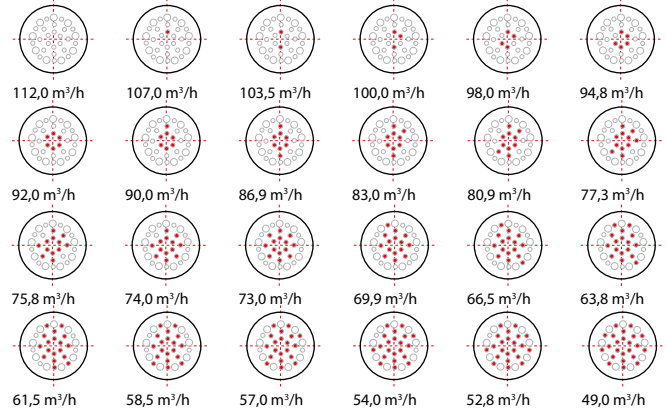 112,0 m³/h 107,0 m³/h 103,5 m³/h 100,0 m³/h 98,0 m³/h 94,8 m³/h
92,0 m³/h 90,0 m³/h 86,9 m³/h 83,0 m³/h 80,9 m³/h 77,3 m³/h
75,8 m³/h 74,0 m³/h 73,0 m³/h 69,9 m³/h 66,5 m³/h 63,8 m³/h
61,5 m³/h 58,5 m³/h 57,0 m³/h 54,0 m³/h 52,8 m³/h 49,0 m³/h